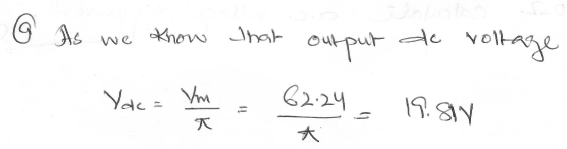 @ As we know that output dc voltage
Vdc = Vm/π = 62.24/π = 19.81V